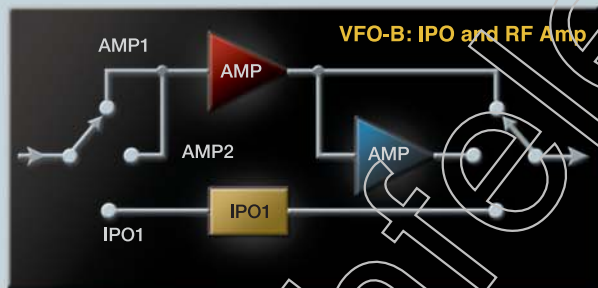 VFO-B: IPO and RF Amp
AMP1
AMP
AMP2
AMP
IPO1
IPO1